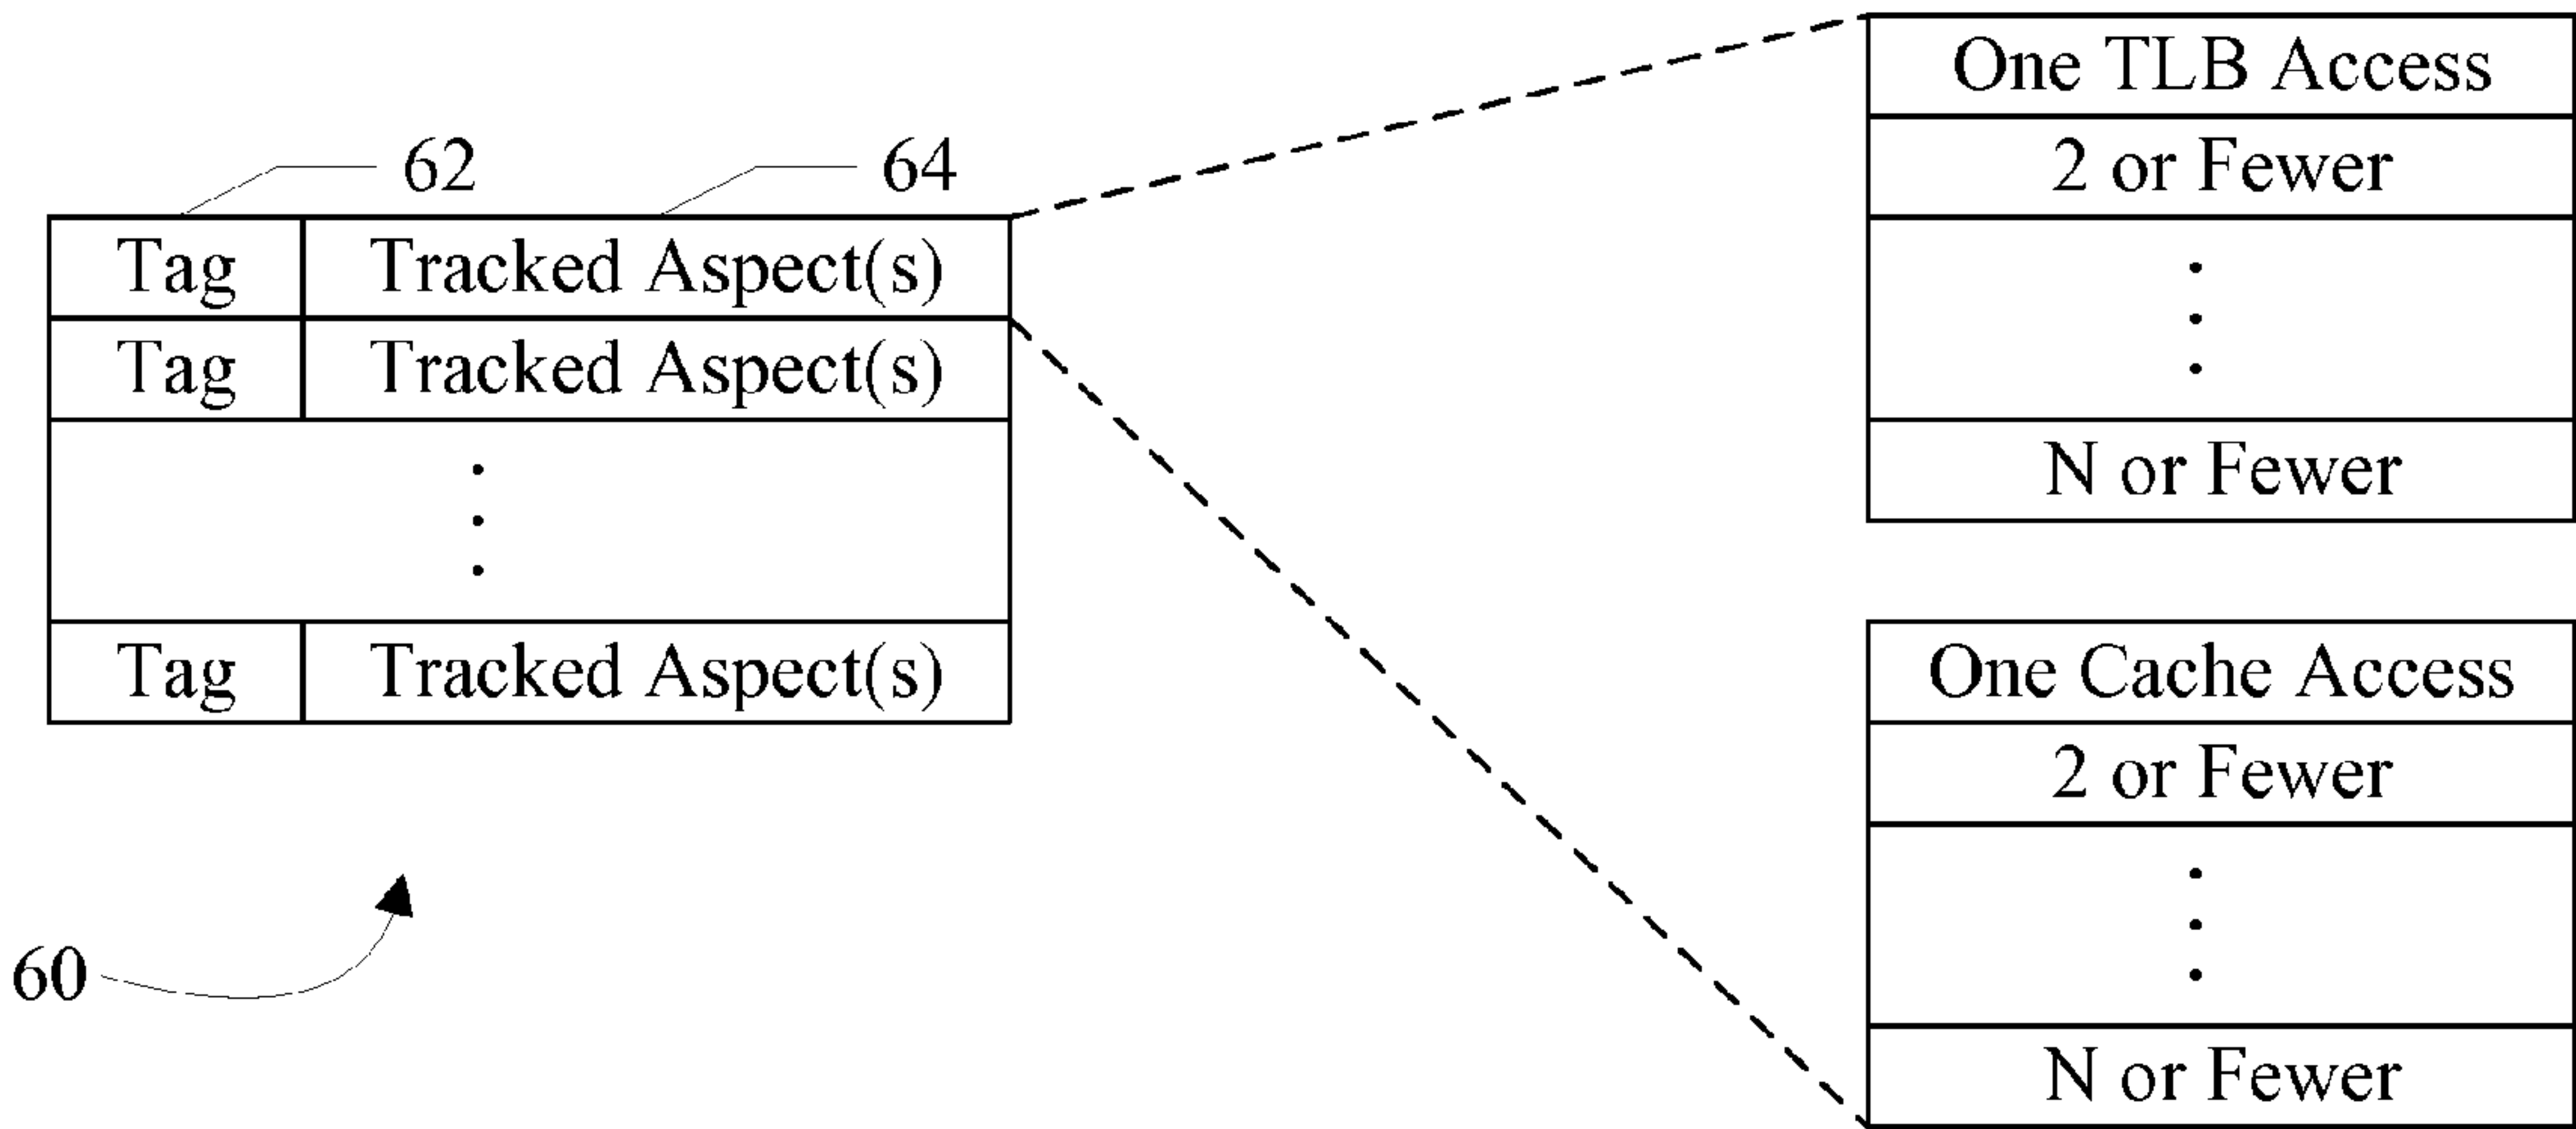 62
64
Tag Tracked Aspect(s)
Tag Tracked Aspect(s)
Tag Tracked Aspect(s)
60
One TLB Access
2 or Fewer
N or Fewer
One Cache Access
2 or Fewer
N or Fewer